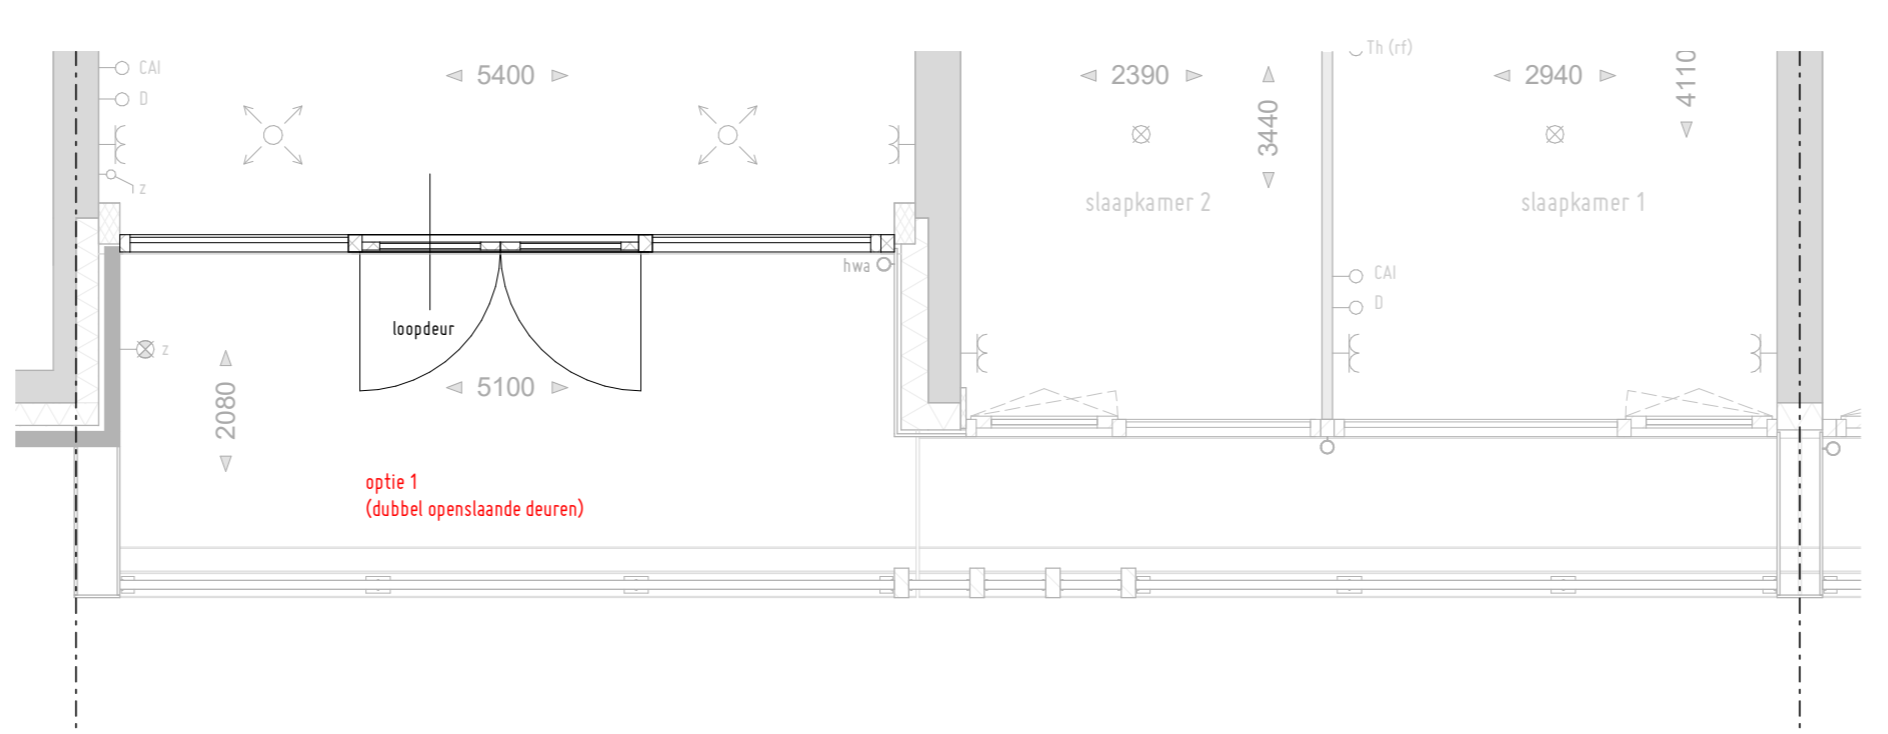 Th (rf)
CAI
5400
2390
2940
4110
D
3440
z
slaapkamer 2
slaapkamer 1
hwa
CAI
D
loopdeur
z
5100
2080
optie 1
(dubbel openslaande deuren)